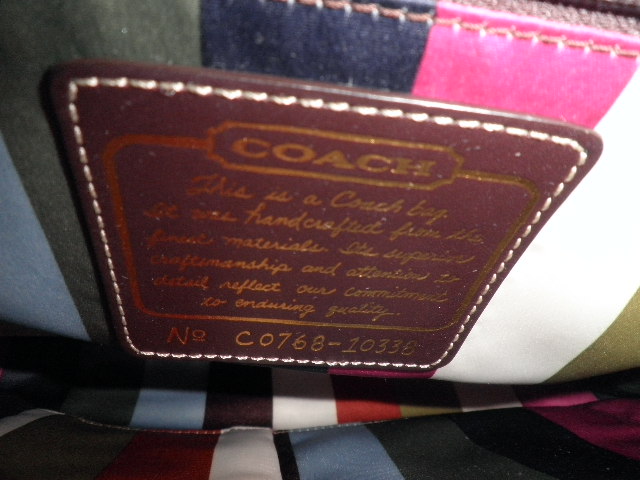 COACH
This is a Coach bag.
It was handcrafted from the
finest materials. Its superior
craftsmanship and attention to
detail reflect our commitment
to enduring quality.
No C0768-10335